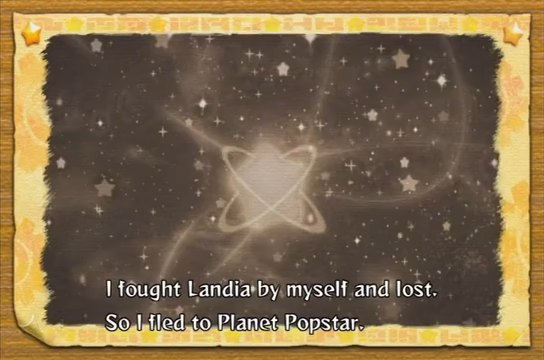 I fought Landia by myself and lost.
So I fled to Planet Popstar.